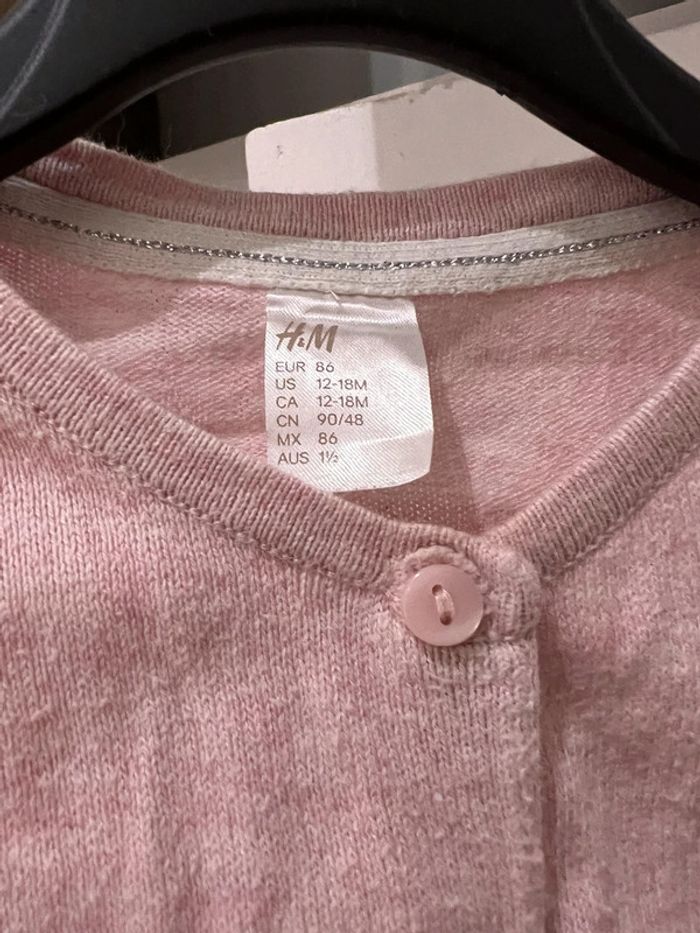 H&M
EUR 86
US 12-18M
CA 12-18M
CN 90/48
MX 86
AUS 1½